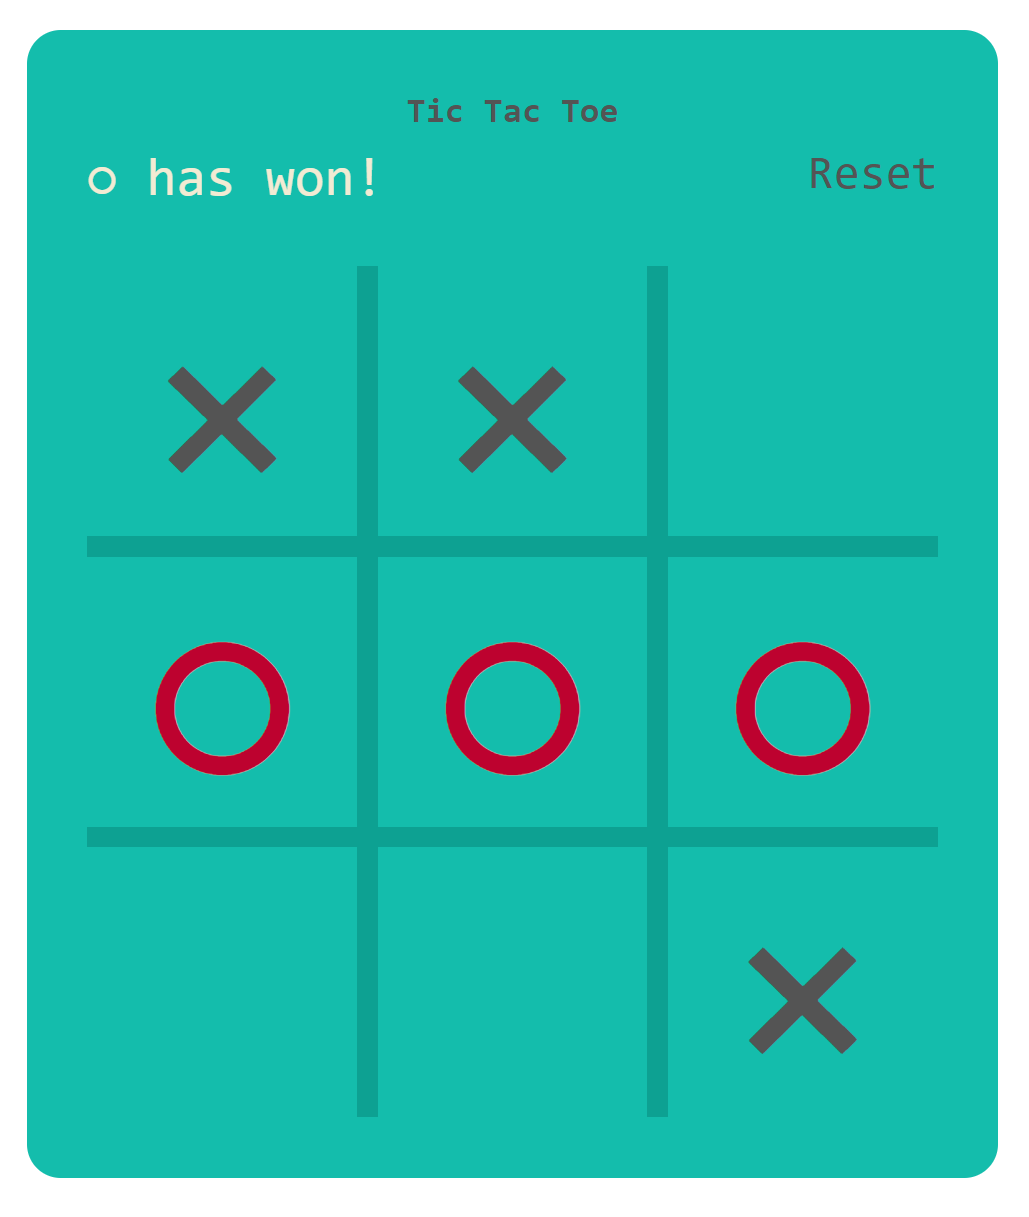 Tic Tac Toe
○ has won!
Reset
X X
O O O
X